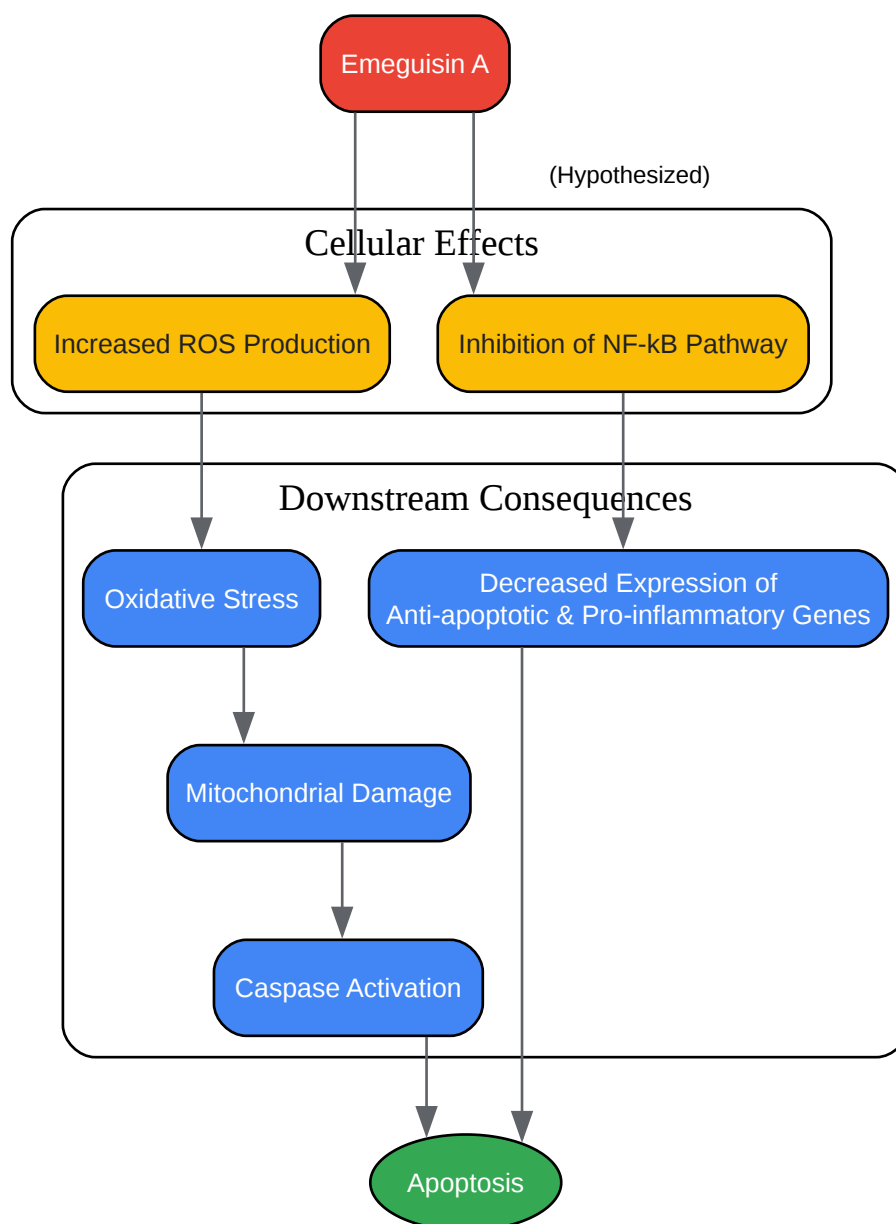 Emeguisin A
(Hypothesized)
Cellular Effects
Increased ROS Production
Inhibition of NF-kB Pathway
Downstream Consequences
Oxidative Stress
Decreased Expression of
Anti-apoptotic & Pro-inflammatory Genes
Mitochondrial Damage
Caspase Activation
Apoptosis